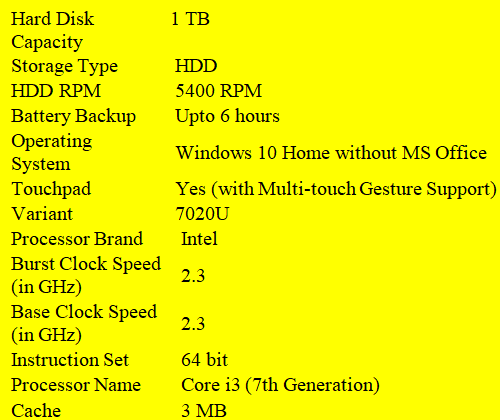 Hard Disk 1 TB
Capacity
Storage Type HDD
HDD RPM 5400 RPM
Battery Backup Upto 6 hours
Operating
System Windows 10 Home without MS Office
Touchpad Yes (with Multi-touch Gesture Support)
Variant 7020U
Processor Brand Intel
Burst Clock Speed
(in GHz) 2.3
Base Clock Speed
(in GHz) 2.3
Instruction Set 64 bit
Processor Name Core i3 (7th Generation)
Cache 3 MB